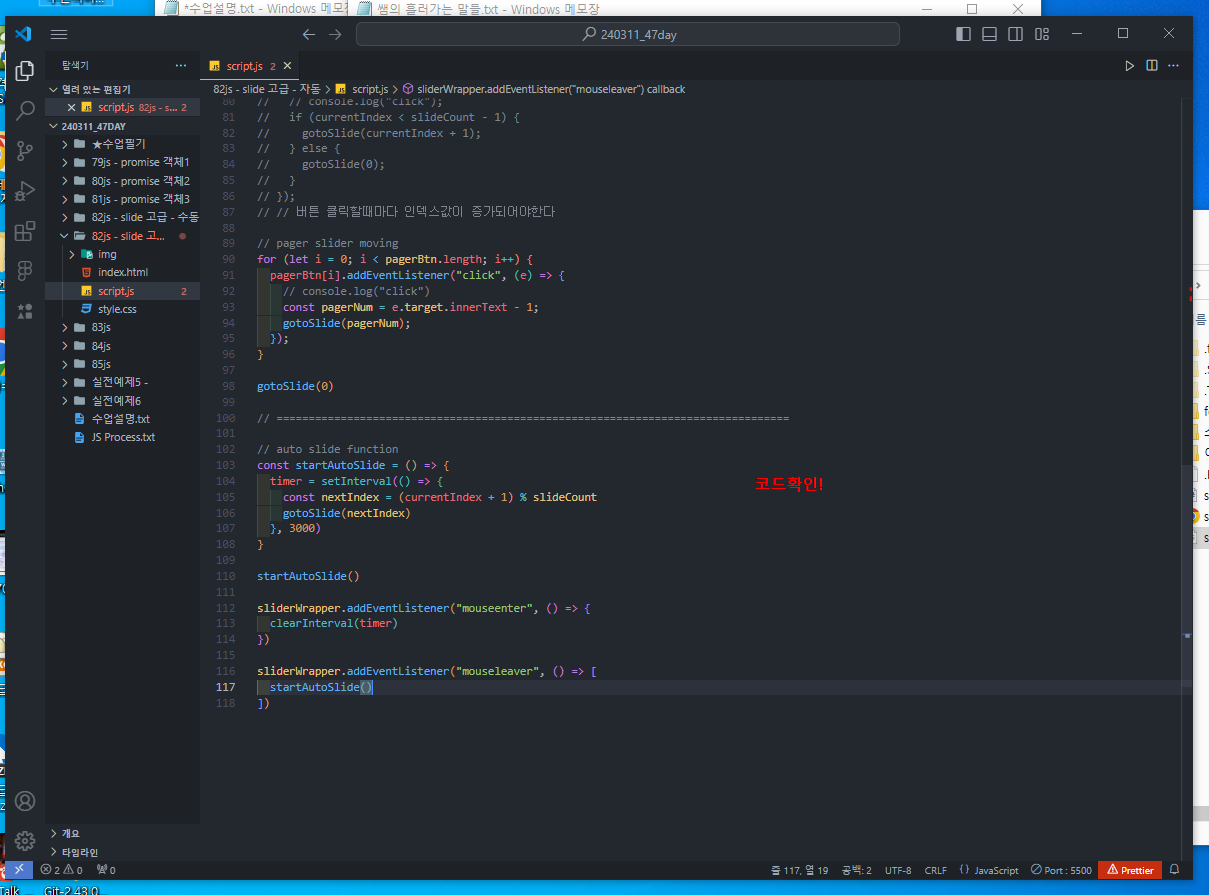 *수업설명.txt - Windows 메모장
쌤의 흘러가는 말들.txt - Windows 메모장
240311_47day
탐색기
script.js 2
열려 있는 편집기
script.js 82js - s... 2
240311_47DAY
★수업필기
79js - promise 객체1
80js - promise 객체2
81js - promise 객체3
82js - slide 고급 - 수동
82js - slide 고...
img
index.html
script.js 2
style.css
83js
84js
85js
실전예제5 -
실전예제6
수업설명.txt
JS Process.txt
개요
타임라인
82js - slide 고급 - 자동 > script.js > sliderWrapper.addEventListener("mouseleaver") callback
80 //   // console.log("click");
81 //   if (currentIndex < slideCount - 1) {
82 //     gotoSlide(currentIndex + 1);
83 //   } else {
84 //     gotoSlide(0);
85 //   }
86 // });
87 // // 버튼 클릭할때마다 인덱스값이 증가되어야한다
88
89 // pager slider moving
90 for (let i = 0; i < pagerBtn.length; i++) {
91   pagerBtn[i].addEventListener("click", (e) => {
92     // console.log("click")
93     const pagerNum = e.target.innerText - 1;
94     gotoSlide(pagerNum);
95   });
96 }
97
98 gotoSlide(0)
99
100 // ================================================================================
101
102 // auto slide function
103 const startAutoSlide = () => {
104   timer = setInterval(() => {
105     const nextIndex = (currentIndex + 1) % slideCount
106     gotoSlide(nextIndex)
107   }, 3000)
108 }
109
110 startAutoSlide()
111
112 sliderWrapper.addEventListener("mouseenter", () => {
113   clearInterval(timer)
114 })
115
116 sliderWrapper.addEventListener("mouseleaver", () => [
117   startAutoSlide()
118 ])
코드확인!
2 0 0
줄 117, 열 19 공백: 2 UTF-8 CRLF {} JavaScript Port : 5500 Prettier
Talk
Git-2.43.0